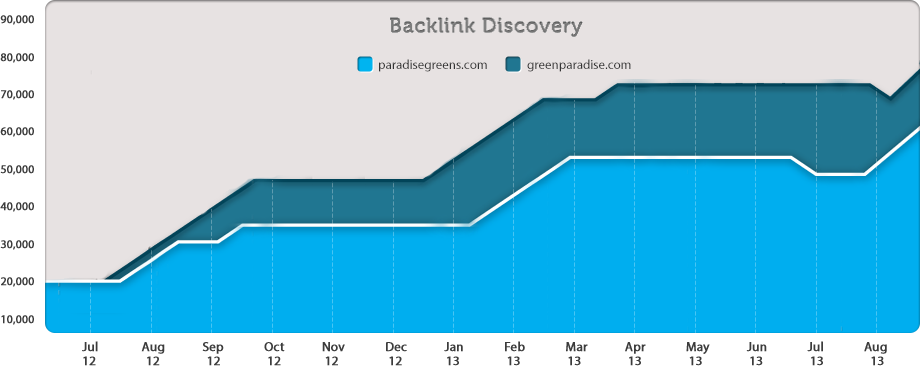 Backlink Discovery
paradisegreens.com greenparadise.com
90,000
80,000
70,000
60,000
50,000
40,000
30,000
20,000
10,000
Jul Aug Sep Oct Nov Dec Jan Feb Mar Apr May Jun Jul Aug
12 12 12 12 12 12 13 13 13 13 13 13 13 13